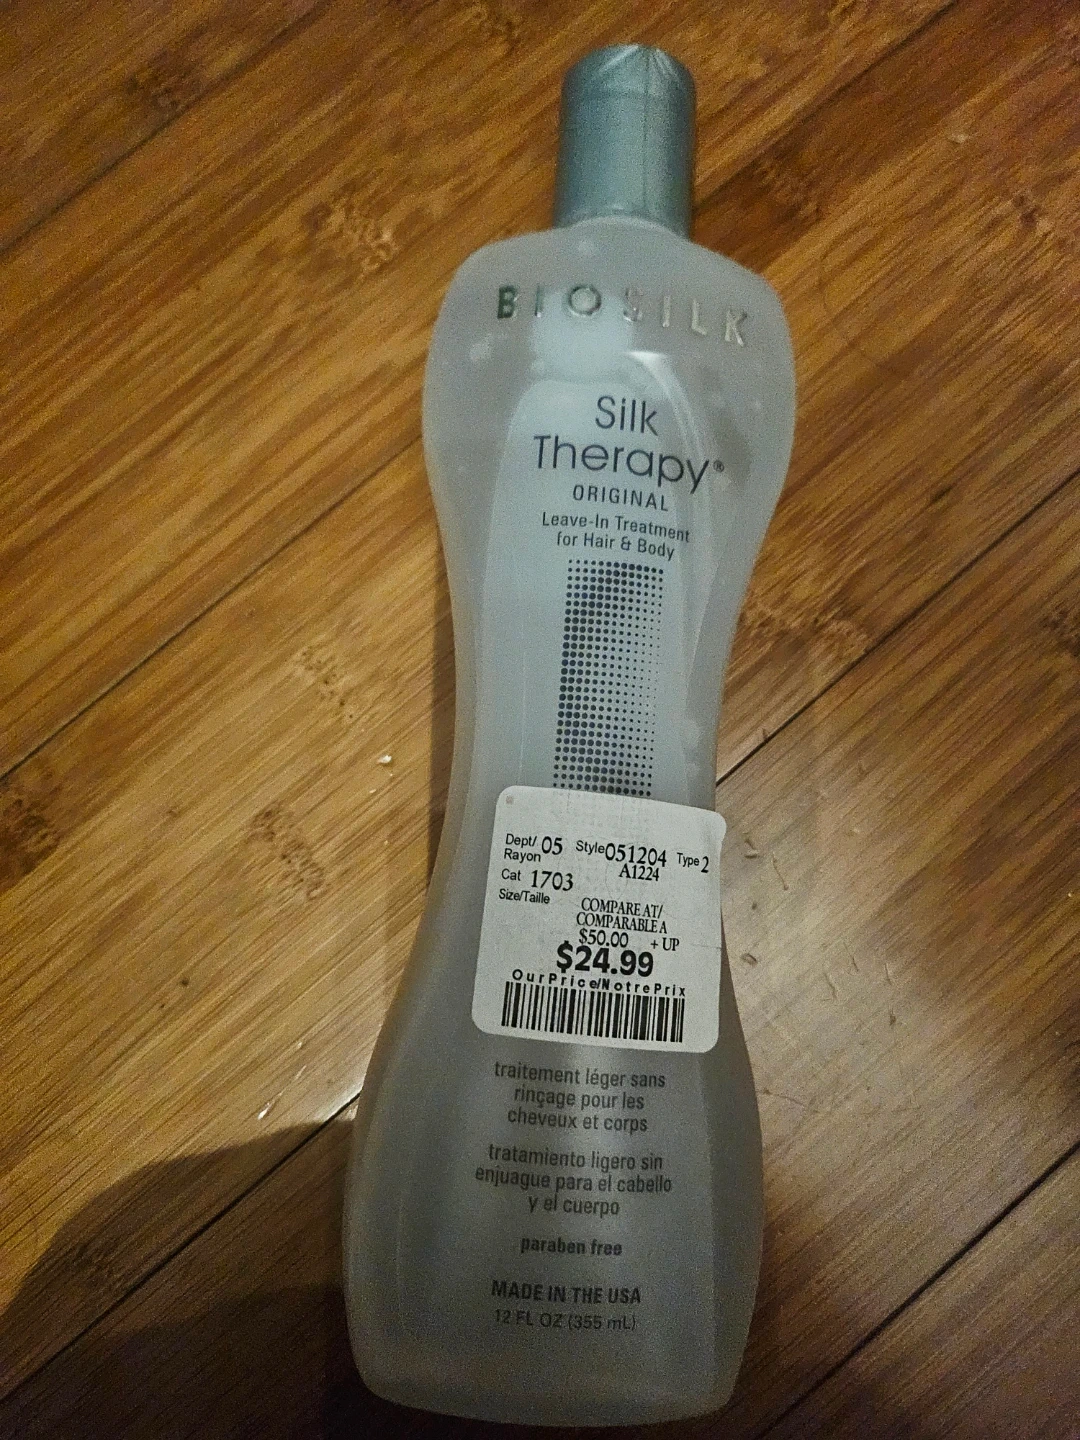 BIOSILK
Silk
Therapy®
ORIGINAL
Leave-In Treatment
for Hair & Body
Dept/ 05 Style 051204 Type 2
Rayon A1224
Cat 1703
Size/Taille
COMPARE AT/
COMPARABLE A
$50.00 + UP
$24.99
OurPrice/NotrePrix
traitement léger sans
rinçage pour les
cheveux et corps
tratamiento ligero sin
enjuague para el cabello
y el cuerpo
paraben free
MADE IN THE USA
12 FL OZ (355 mL)